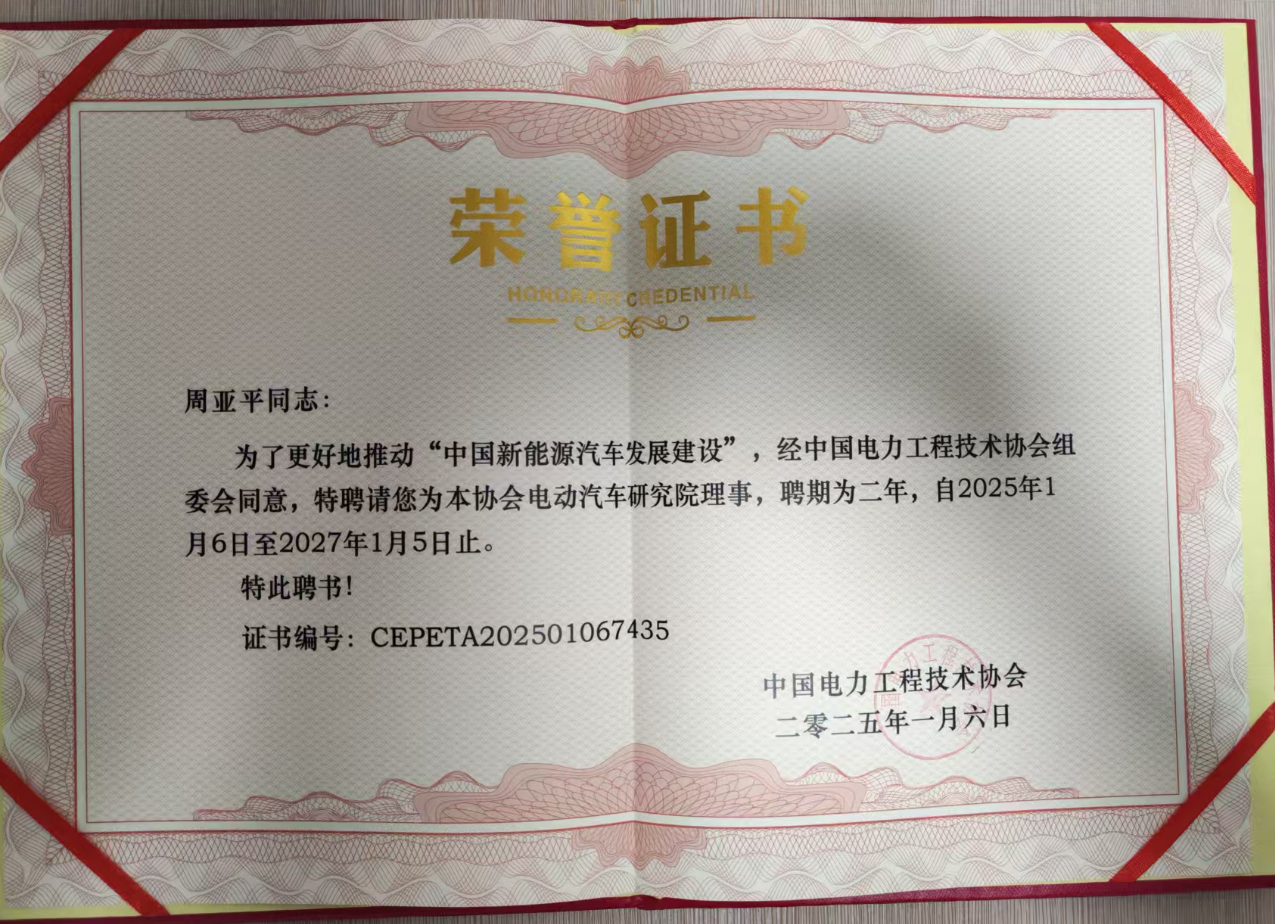 荣誉证书
HONORARY CREDENTIAL
周亚平同志：
为了更好地推动“中国新能源汽车发展建设”，经中国电力工程技术协会组
委会同意，特聘请您为本协会电动汽车研究院理事，聘期为二年，自2025年1
月6日至2027年1月5日止。
特此聘书！
证书编号：CEPETA202501067435
中国电力工程技术协会
二零二五年一月六日